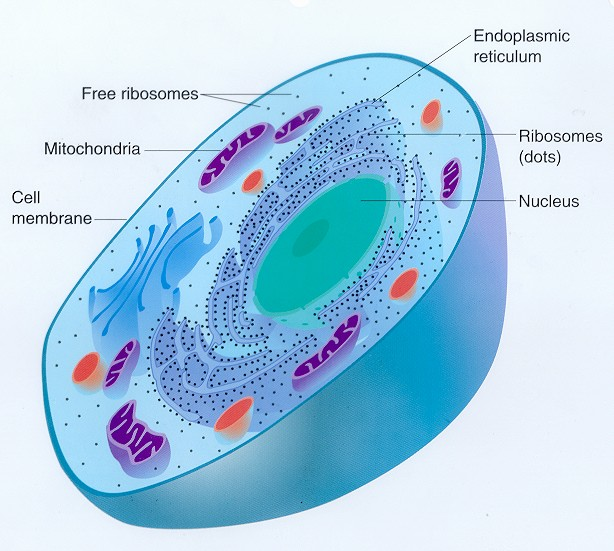 Endoplasmic
reticulum
Free ribosomes
Ribosomes
(dots)
Mitochondria
Cell
membrane
Nucleus